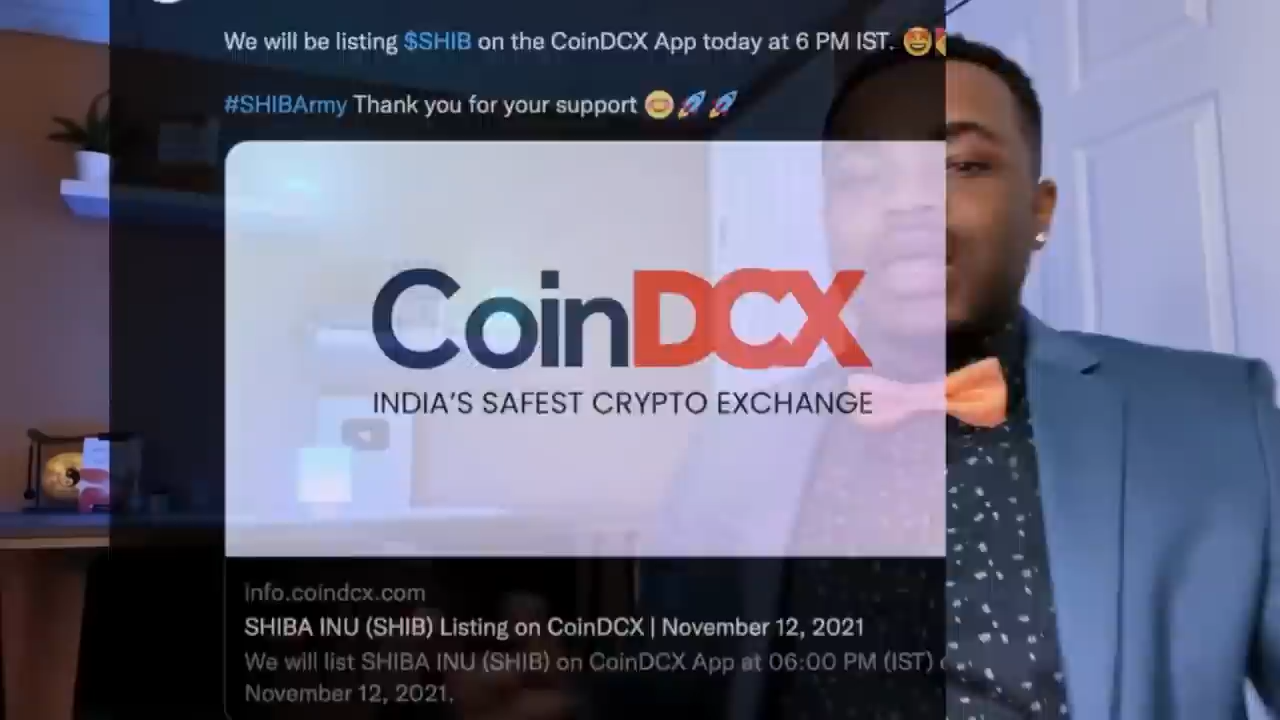 We will be listing $SHIB on the CoinDCX App today at 6 PM IST. 🤩
#SHIBArmy Thank you for your support 😊🚀🚀
CoinDCX
INDIA'S SAFEST CRYPTO EXCHANGE
info.coindcx.com
SHIBA INU (SHIB) Listing on CoinDCX | November 12, 2021
We will list SHIBA INU (SHIB) on CoinDCX App at 06:00 PM (IST)
November 12, 2021.